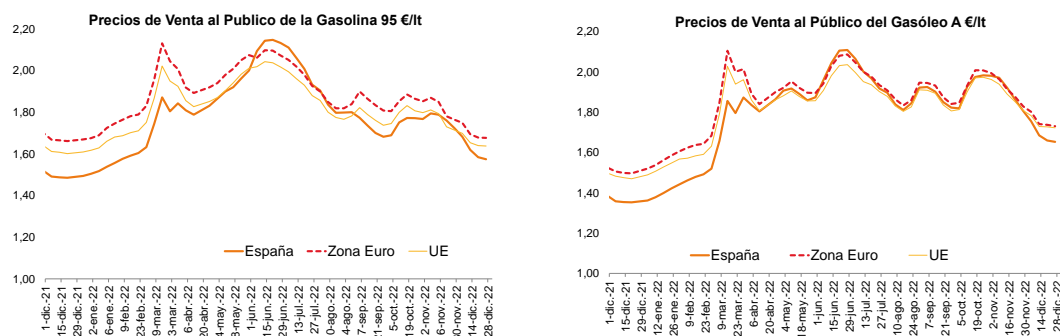 Precios de Venta al Publico de la Gasolina 95 €/lt
2,20
2,00
1,80
1,60
1,40
1,20
1,00
España
Zona Euro
UE
1-dic.-21
15-dic.-21
29-dic.-21
2-ene.-22
6-ene.-22
9-feb.-22
23-feb.-22
9-mar.-22
3-mar.-22
6-abr.-22
20-abr.-22
4-may.-22
8-may.-22
1-jun.-22
15-jun.-22
29-jun.-22
13-jul.-22
27-jul.-22
0-ago.-22
4-ago.-22
7-sep.-22
21-sep.-22
5-oct.-22
19-oct.-22
2-nov.-22
6-nov.-22
0-nov.-22
14-dic.-22
28-dic.-22
Precios de Venta al Público del Gasóleo A €/lt
2,20
2,00
1,80
1,60
1,40
1,20
1,00
España
Zona Euro
UE
1-dic.-21
15-dic.-21
29-dic.-21
12-ene.-22
26-ene.-22
9-feb.-22
23-feb.-22
9-mar.-22
23-mar.-22
6-abr.-22
20-abr.-22
4-may.-22
18-may.-22
1-jun.-22
15-jun.-22
29-jun.-22
13-jul.-22
27-jul.-22
10-ago.-22
24-ago.-22
7-sep.-22
21-sep.-22
5-oct.-22
19-oct.-22
2-nov.-22
16-nov.-22
30-nov.-22
14-dic.-22
28-dic.-22